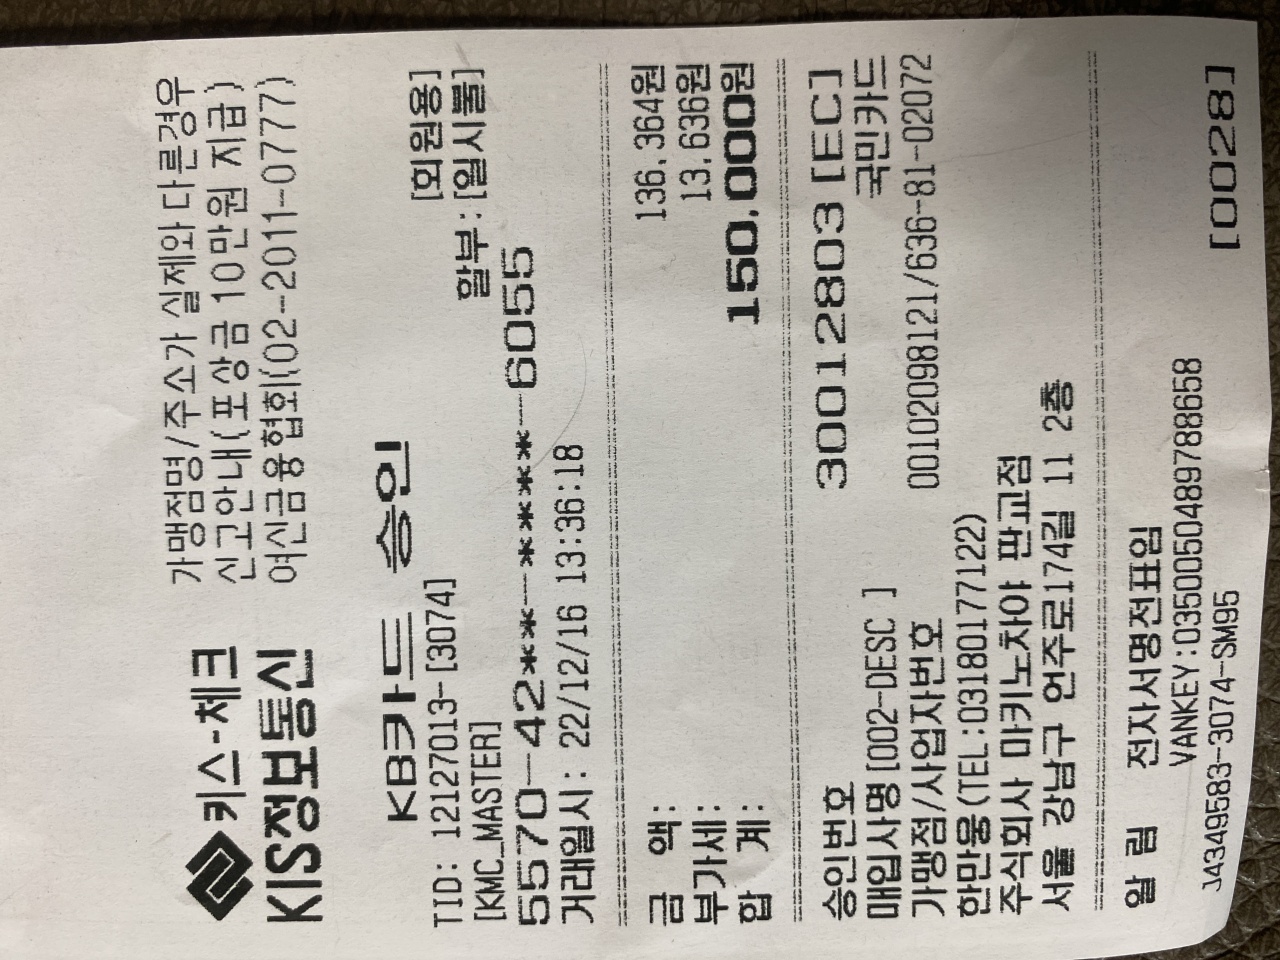 키스-체크
KIS정보통신
가맹점명/주소가 실제와 다른경우
신고안내(포상금 10만원 지급)
여신금융협회(02-2011-0777)
KB카드 승인
TID: 12127013-[3074]
[KMC_MASTER] [회원용]
할부:[일시불]
5570-42**-****-6055
거래일시: 22/12/16 13:36:18
금 액: 136.364원
부가세: 13.636원
합 계: 150.000원
승인번호 30012803[EC]
매입사명[002-DESC ] 국민카드
가맹점/사업자번호 00102098121/636-81-02072
한만웅(TEL:03180177122)
주식회사 마키노차야 판교점
서울 강남구 언주로174길 11 2층
알 림 전자서명전표임
VANKEY:0350050489788658
J4349583-3074-SM95 [0028]